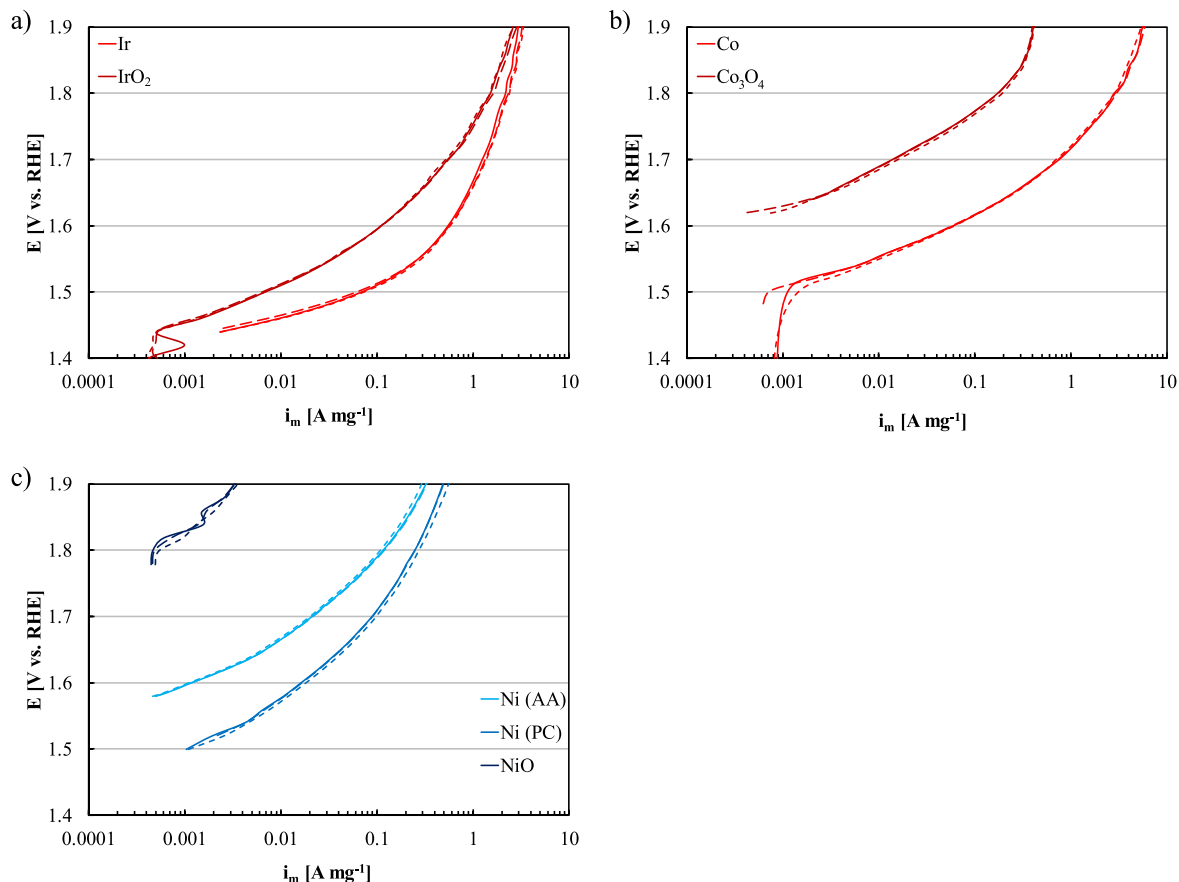 a)
1.9
1.8
1.7
1.6
1.5
1.4
E [V vs. RHE]
Ir
IrO₂
0.0001 0.001 0.01 0.1 1 10
iₘ [A mg⁻¹]
b)
1.9
1.8
1.7
1.6
1.5
1.4
E [V vs. RHE]
Co
Co₃O₄
0.0001 0.001 0.01 0.1 1 10
iₘ [A mg⁻¹]
c)
1.9
1.8
1.7
1.6
1.5
1.4
E [V vs. RHE]
Ni (AA)
Ni (PC)
NiO
0.0001 0.001 0.01 0.1 1 10
iₘ [A mg⁻¹]